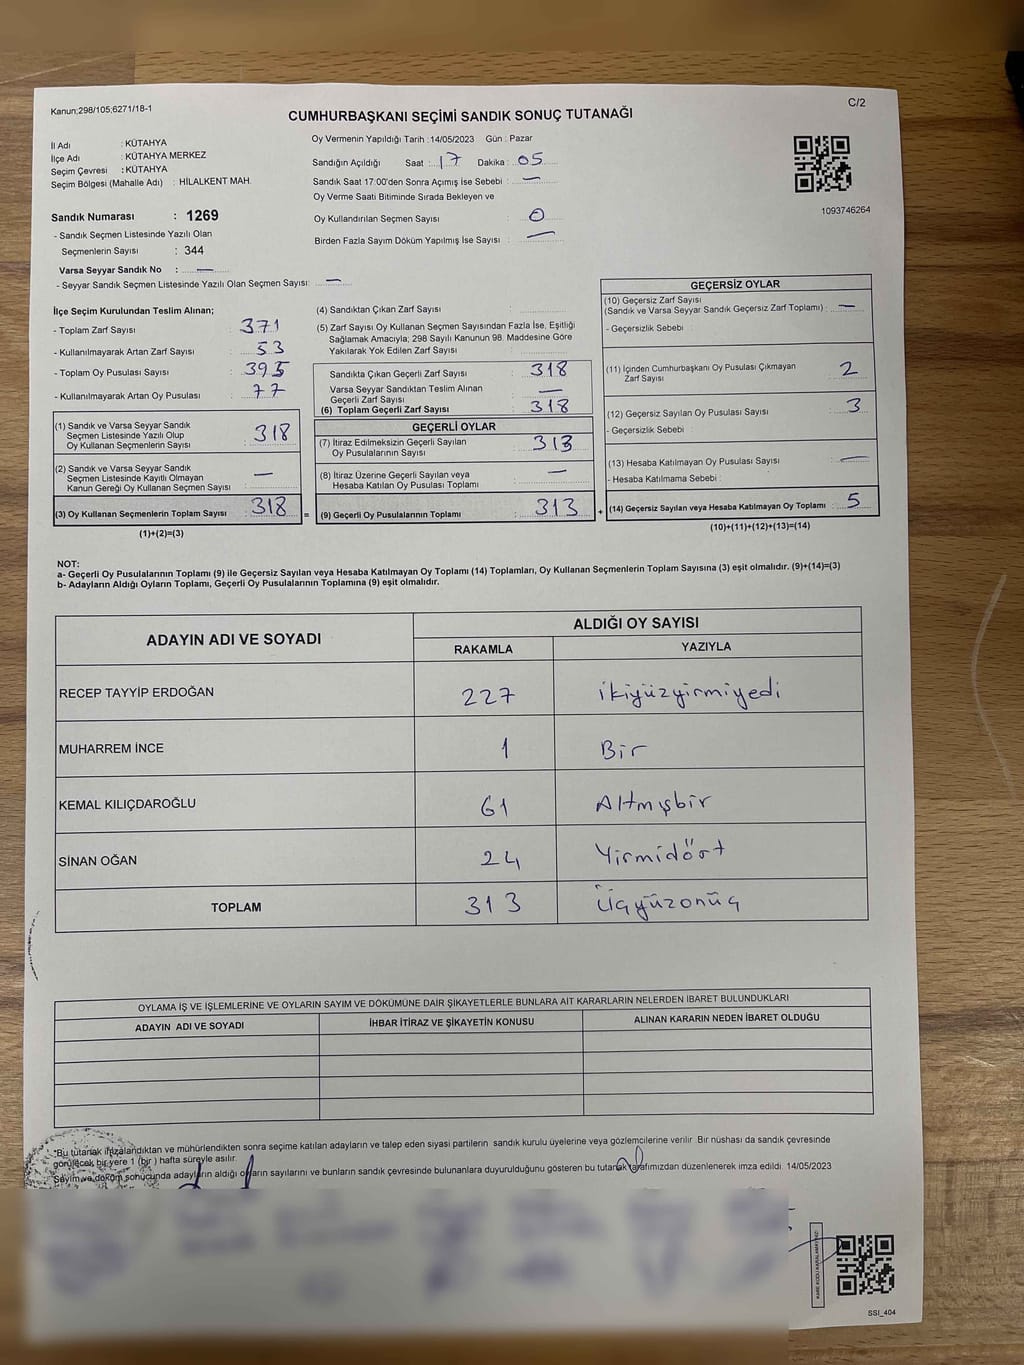 Kanun;298/105;6271/18-1
C/2
CUMHURBAŞKANI SEÇİMİ SANDIK SONUÇ TUTANAĞI
İl Adı : KÜTAHYA
İlçe Adı : KÜTAHYA MERKEZ
Seçim Çevresi : KÜTAHYA
Seçim Bölgesi (Mahalle Adı) : HİLALKENT MAH.
Oy Vermenin Yapıldığı Tarih : 14/05/2023 Gün : Pazar
Sandığın Açıldığı Saat : 17 Dakika : 05
Sandık Saat 17:00'den Sonra Açımış İse Sebebi : —
Oy Verme Saati Bitiminde Sırada Bekleyen ve
Oy Kullandırılan Seçmen Sayısı : 0
Birden Fazla Sayım Döküm Yapılmış İse Sayısı : —
1093746264
Sandık Numarası : 1269
- Sandık Seçmen Listesinde Yazılı Olan
Seçmenlerin Sayısı : 344
Varsa Seyyar Sandık No : —
- Seyyar Sandık Seçmen Listesinde Yazılı Olan Seçmen Sayısı: —
İlçe Seçim Kurulundan Teslim Alınan;
- Toplam Zarf Sayısı : 371
- Kullanılmayarak Artan Zarf Sayısı : 53
- Toplam Oy Pusulası Sayısı : 395
- Kullanılmayarak Artan Oy Pusulası : 77
(1) Sandık ve Varsa Seyyar Sandık
Seçmen Listesinde Yazılı Olup
Oy Kullanan Seçmenlerin Sayısı : 318
(2) Sandık ve Varsa Seyyar Sandık
Seçmen Listesinde Kayıtlı Olmayan
Kanun Gereği Oy Kullanan Seçmen Sayısı : —
(3) Oy Kullanan Seçmenlerin Toplam Sayısı : 318
(1)+(2)=(3)
(4) Sandıktan Çıkan Zarf Sayısı :
(5) Zarf Sayısı Oy Kullanan Seçmen Sayısından Fazla İse, Eşitliği
Sağlamak Amacıyla; 298 Sayılı Kanunun 98. Maddesine Göre
Yakılarak Yok Edilen Zarf Sayısı :
Sandıkta Çıkan Geçerli Zarf Sayısı : 318
Varsa Seyyar Sandıktan Teslim Alınan
Geçerli Zarf Sayısı : —
(6) Toplam Geçerli Zarf Sayısı : 318
GEÇERLİ OYLAR
(7) İtiraz Edilmeksizin Geçerli Sayılan
Oy Pusulalarının Sayısı : 313
(8) İtiraz Üzerine Geçerli Sayılan veya
Hesaba Katılan Oy Pusulası Toplamı : —
= (9) Geçerli Oy Pusulalarının Toplamı : 313 +
GEÇERSİZ OYLAR
(10) Geçersiz Zarf Sayısı
(Sandık ve Varsa Seyyar Sandık Geçersiz Zarf Toplamı) : —
- Geçersizlik Sebebi :
(11) İçinden Cumhurbaşkanı Oy Pusulası Çıkmayan
Zarf Sayısı : 2
(12) Geçersiz Sayılan Oy Pusulası Sayısı : 3
- Geçersizlik Sebebi :
(13) Hesaba Katılmayan Oy Pusulası Sayısı : —
- Hesaba Katılmama Sebebi :
(14) Geçersiz Sayılan veya Hesaba Katılmayan Oy Toplamı : 5
(10)+(11)+(12)+(13)=(14)
NOT:
a- Geçerli Oy Pusulalarının Toplamı (9) ile Geçersiz Sayılan veya Hesaba Katılmayan Oy Toplamı (14) Toplamları, Oy Kullanan Seçmenlerin Toplam Sayısına (3) eşit olmalıdır. (9)+(14)=(3)
b- Adayların Aldığı Oyların Toplamı, Geçerli Oy Pusulalarının Toplamına (9) eşit olmalıdır.
ADAYIN ADI VE SOYADI ALDIĞI OY SAYISI
RAKAMLA YAZIYLA
RECEP TAYYİP ERDOĞAN 227 ikiyüzyirmiyedi
MUHARREM İNCE 1 Bir
KEMAL KILIÇDAROĞLU 61 Altmışbir
SİNAN OĞAN 24 Yirmidört
TOPLAM 313 Üçyüzonüç
OYLAMA İŞ VE İŞLEMLERİNE VE OYLARIN SAYIM VE DÖKÜMÜNE DAİR ŞİKAYETLERLE BUNLARA AİT KARARLARIN NELERDEN İBARET BULUNDUKLARI
ADAYIN ADI VE SOYADI İHBAR İTİRAZ VE ŞİKAYETİN KONUSU ALINAN KARARIN NEDEN İBARET OLDUĞU
*Bu tutanak imzalandıktan ve mühürlendikten sonra seçime katılan adayların ve talep eden siyasi partilerin sandık kurulu üyelerine veya gözlemcilerine verilir. Bir nüshası da sandık çevresinde
görülecek bir yere 1 (bir) hafta süreyle asılır.
Sayım ve döküm sonucunda adayların aldığı oyların sayılarını ve bunların sandık çevresinde bulunanlara duyurulduğunu gösteren bu tutanak tarafımızdan düzenlenerek imza edildi. 14/05/2023
KARE KODU KARALAMAYINIZ
SSI_404